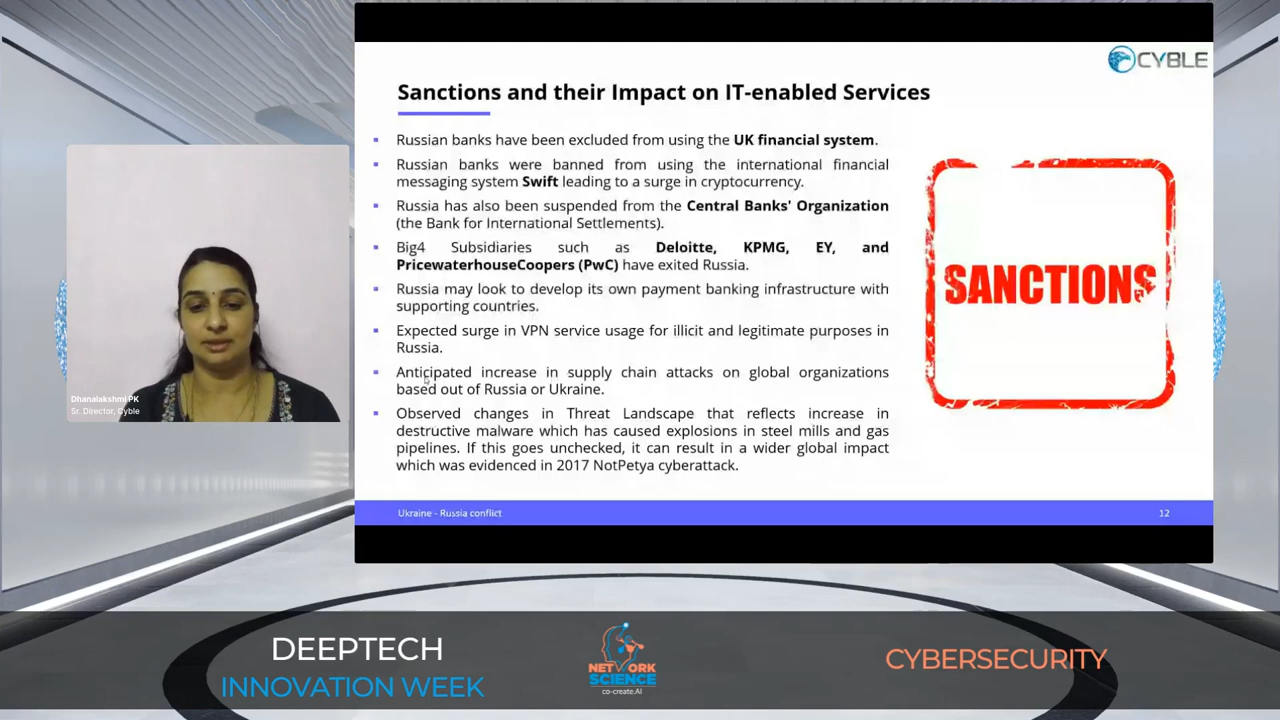 CYBLE
Sanctions and their Impact on IT-enabled Services
Russian banks have been excluded from using the UK financial system.
Russian banks were banned from using the international financial
messaging system Swift leading to a surge in cryptocurrency.
Russia has also been suspended from the Central Banks' Organization
(the Bank for International Settlements).
Big4 Subsidiaries such as Deloitte, KPMG, EY, and
PricewaterhouseCoopers (PwC) have exited Russia.
Russia may look to develop its own payment banking infrastructure with
supporting countries.
Expected surge in VPN service usage for illicit and legitimate purposes in
Russia.
Anticipated increase in supply chain attacks on global organizations
based out of Russia or Ukraine.
Observed changes in Threat Landscape that reflects increase in
destructive malware which has caused explosions in steel mills and gas
pipelines. If this goes unchecked, it can result in a wider global impact
which was evidenced in 2017 NotPetya cyberattack.
SANCTIONS
Ukraine - Russia conflict
12
Dhanalakshmi PK
Sr. Director, Cyble
DEEPTECH
INNOVATION WEEK
NETWORK
SCIENCE
co-create.AI
CYBERSECURITY